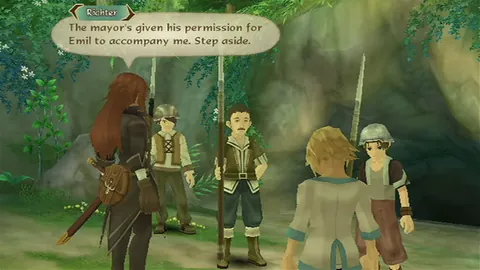 Richter
The mayor's given his permission for
Emil to accompany me. Step aside.